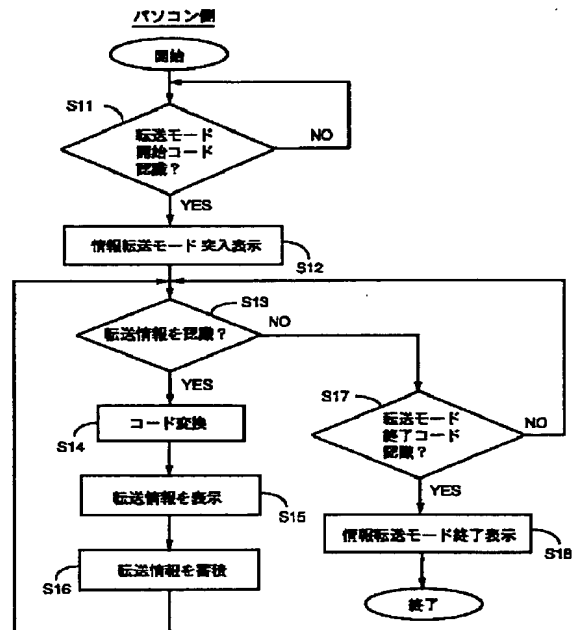 パソコン側
開始
S11
転送モード
開始コード
認識?
NO
YES
情報転送モード 突入表示
S12
S13
転送情報を認識?
NO
YES
S14
コード変換
転送情報を表示
S15
転送情報を蓄積
S16
S17
転送モード
終了コード
認識?
NO
YES
情報転送モード終了表示
S18
終了